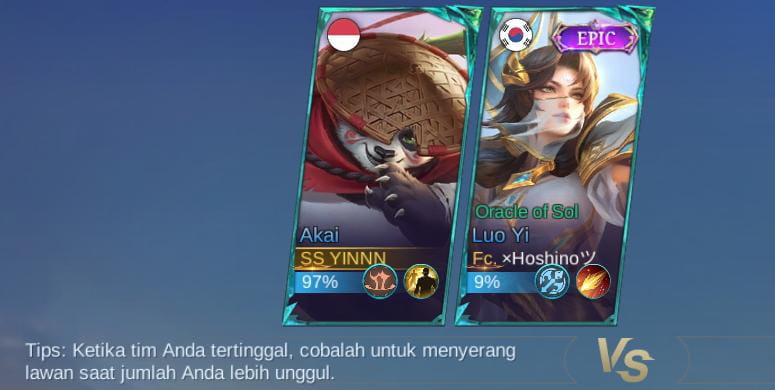 EPIC
Akai
SS YINNN
97%
Oracle of Sol
Luo Yi
Fc. ×Hoshinoツ
9%
Tips: Ketika tim Anda tertinggal, cobalah untuk menyerang
lawan saat jumlah Anda lebih unggul.
VS